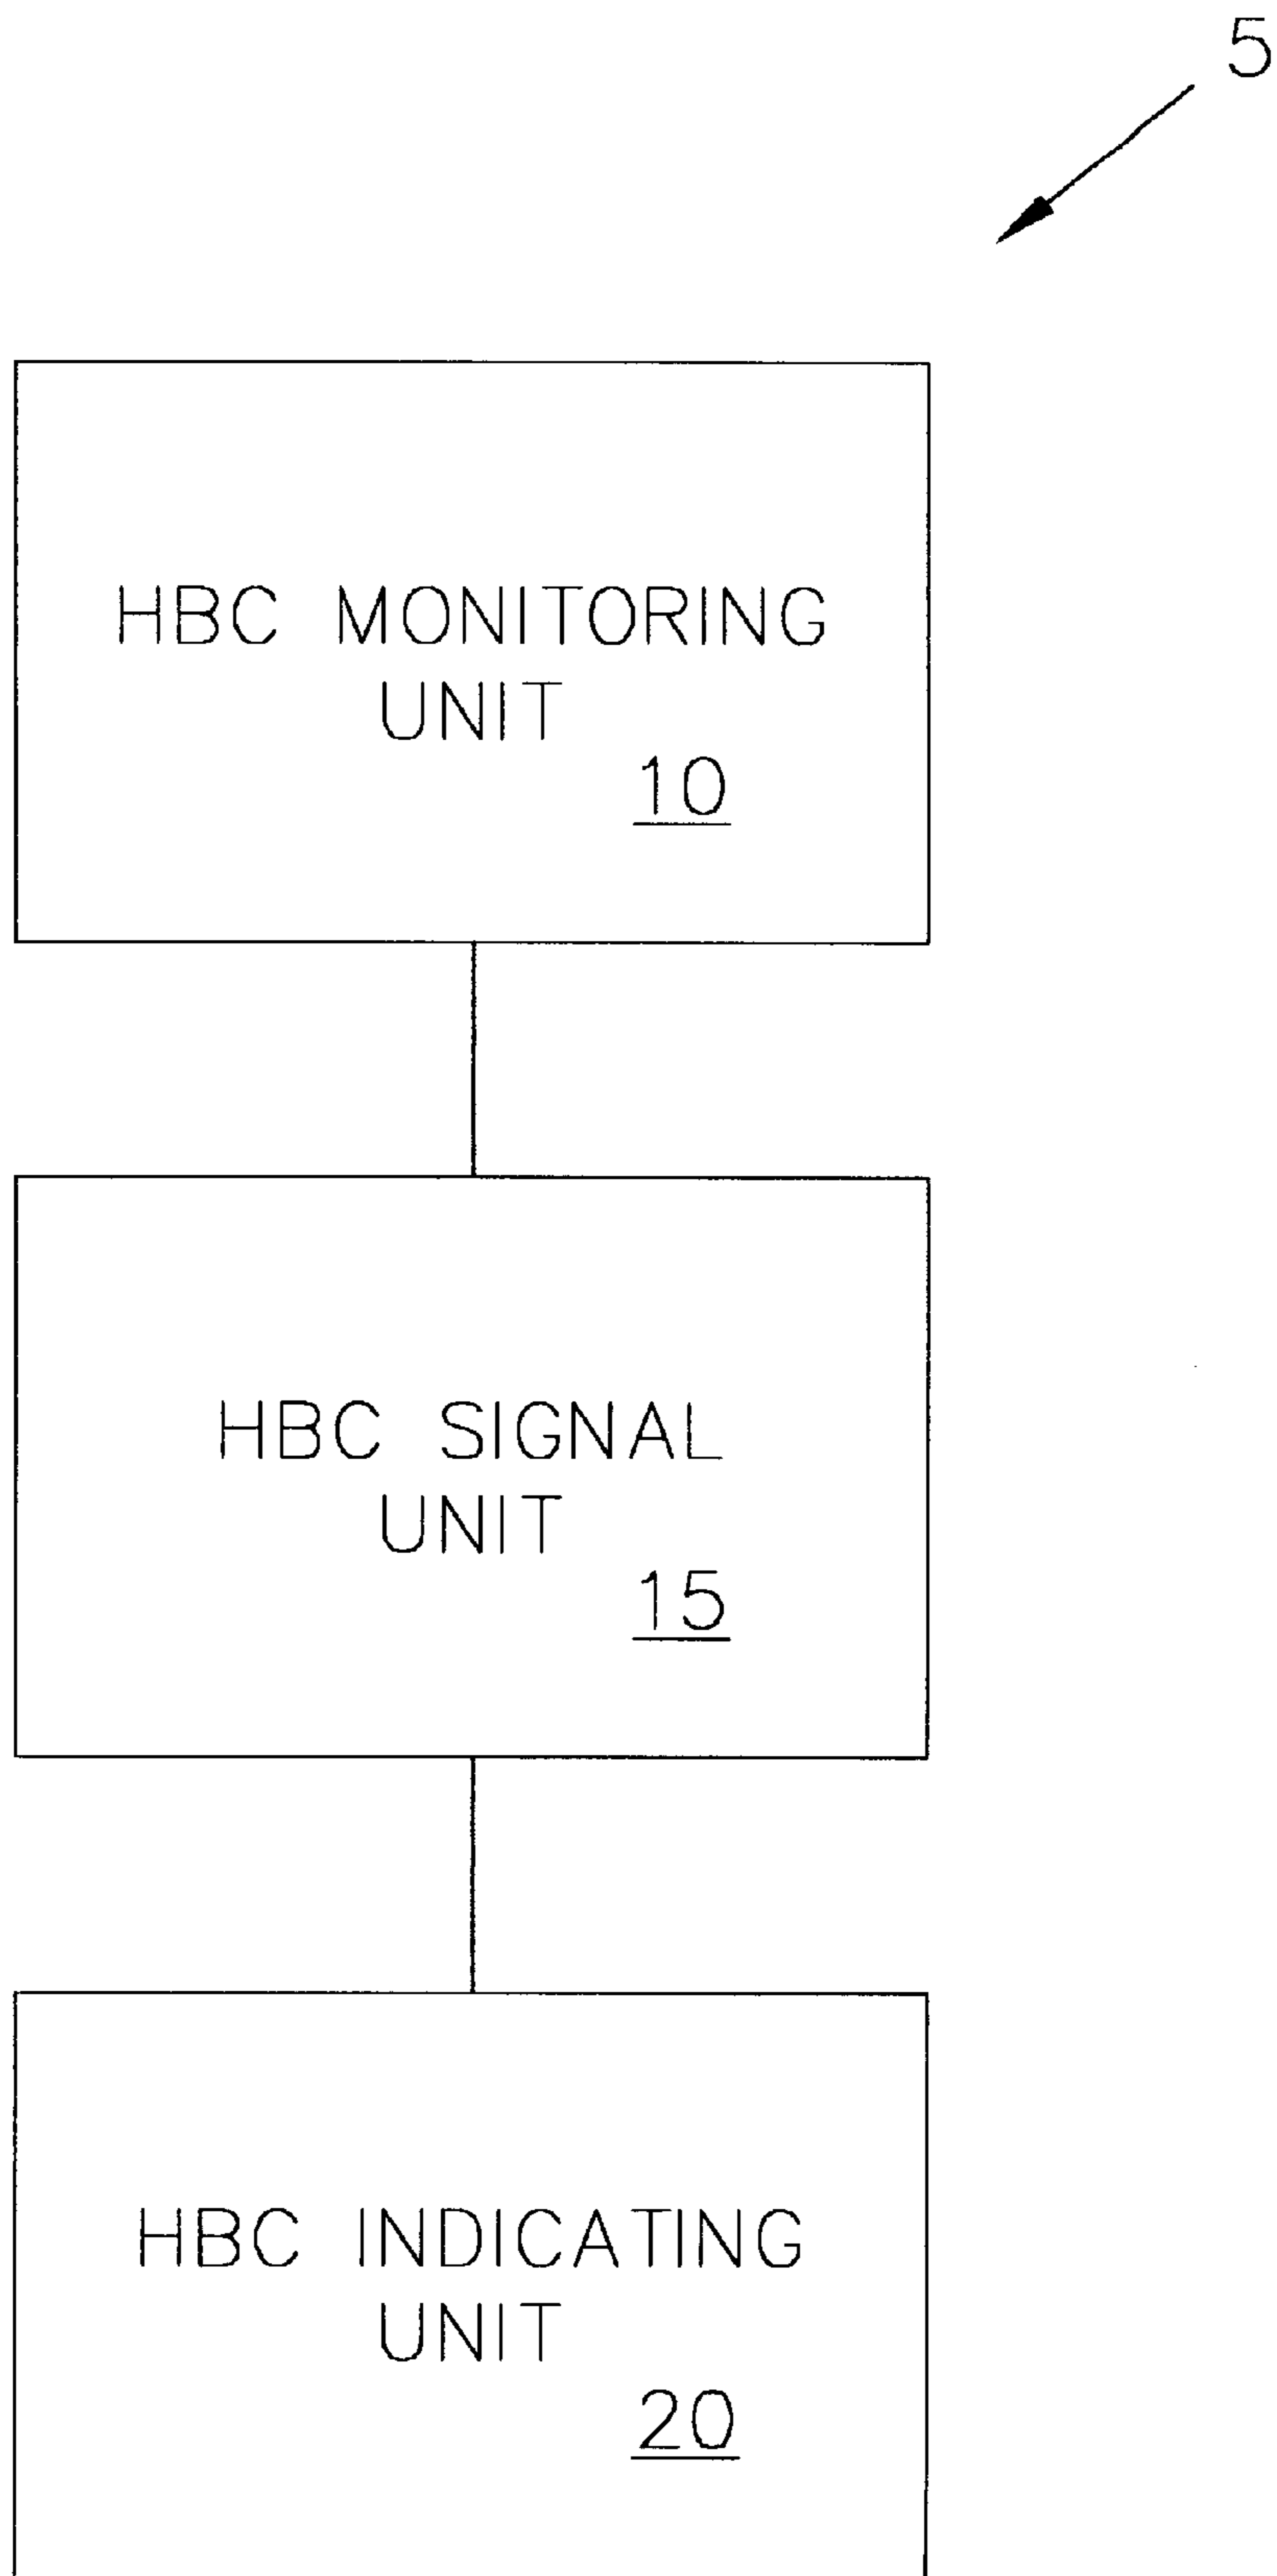 5
HBC MONITORING
UNIT
10
HBC SIGNAL
UNIT
15
HBC INDICATING
UNIT
20